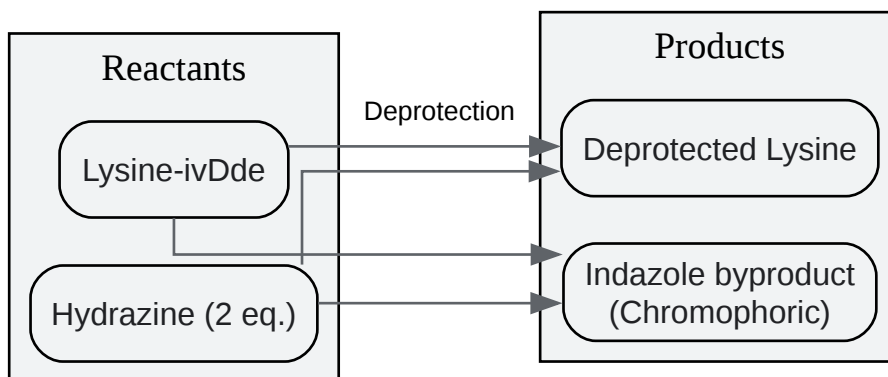 Reactants
Lysine-ivDde
Hydrazine (2 eq.)
Deprotection
Products
Deprotected Lysine
Indazole byproduct
(Chromophoric)